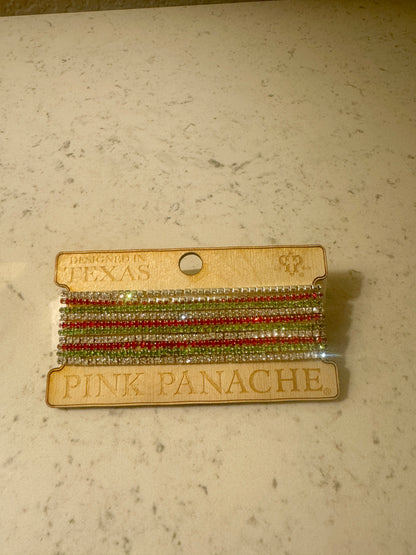 DESIGNED IN
TEXAS
PINK PANACHE®